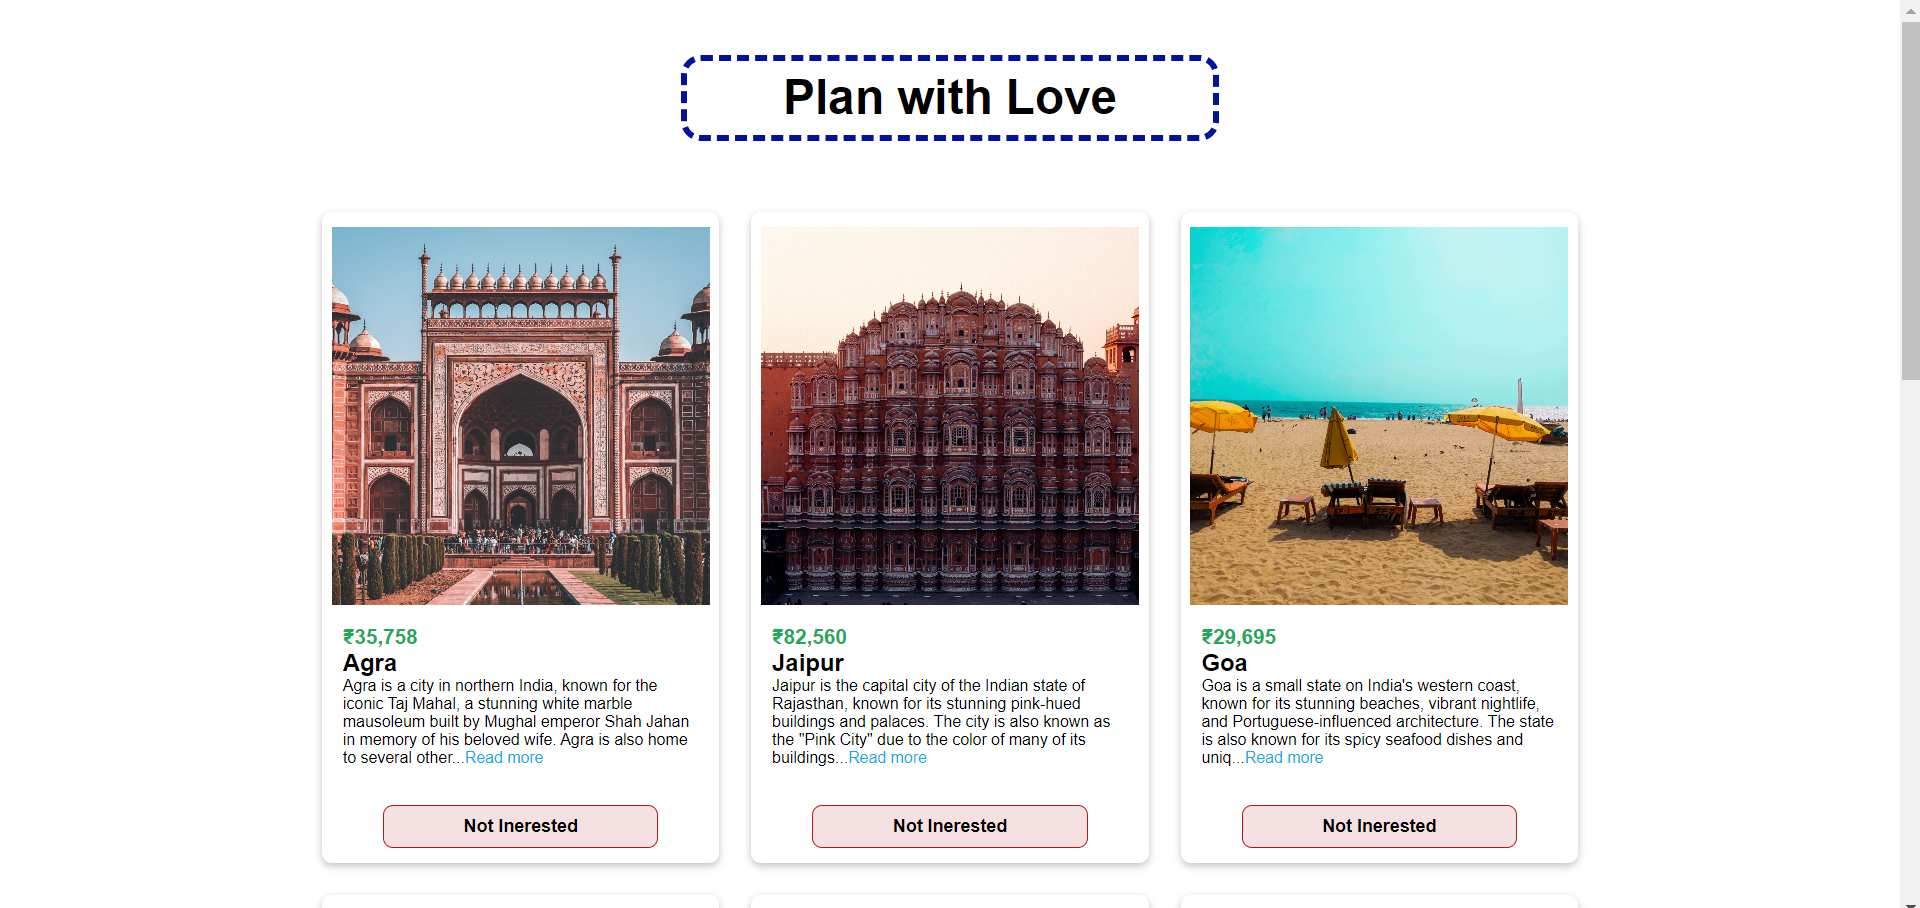 Plan with Love
₹35,758
Agra
Agra is a city in northern India, known for the
iconic Taj Mahal, a stunning white marble
mausoleum built by Mughal emperor Shah Jahan
in memory of his beloved wife. Agra is also home
to several other...Read more
Not Inerested
₹82,560
Jaipur
Jaipur is the capital city of the Indian state of
Rajasthan, known for its stunning pink-hued
buildings and palaces. The city is also known as
the "Pink City" due to the color of many of its
buildings...Read more
Not Inerested
₹29,695
Goa
Goa is a small state on India's western coast,
known for its stunning beaches, vibrant nightlife,
and Portuguese-influenced architecture. The state
is also known for its spicy seafood dishes and
uniq...Read more
Not Inerested